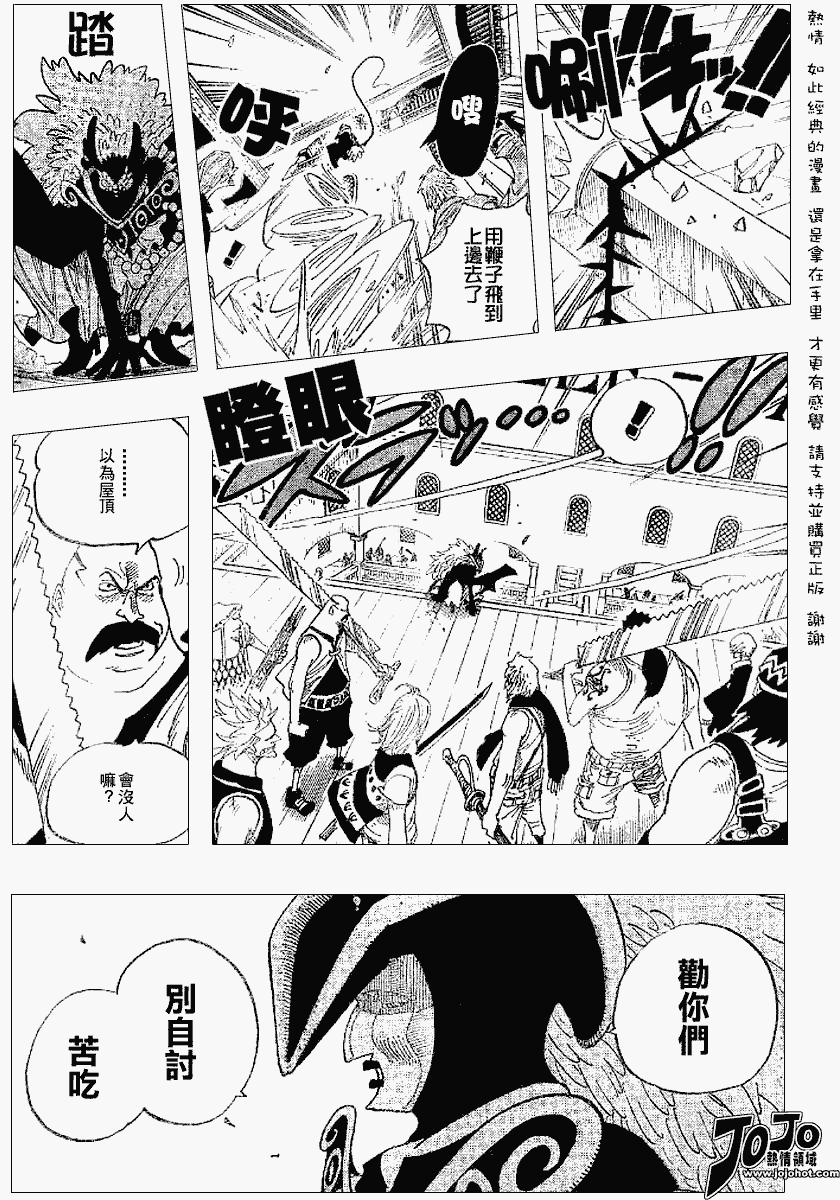 唰
キッ!!
嗖
呼
用鞭子飛到
上邊去了
!
踏
!
瞪眼
メラッ…
………
以為屋頂
會沒人
嘛?
勸你們
別自討
苦吃
熱情 如此經典的漫畫 還是拿在手里 才更有感覺 請支持並購買正版 謝謝
JOJO
熱情領域
www.jojohot.com